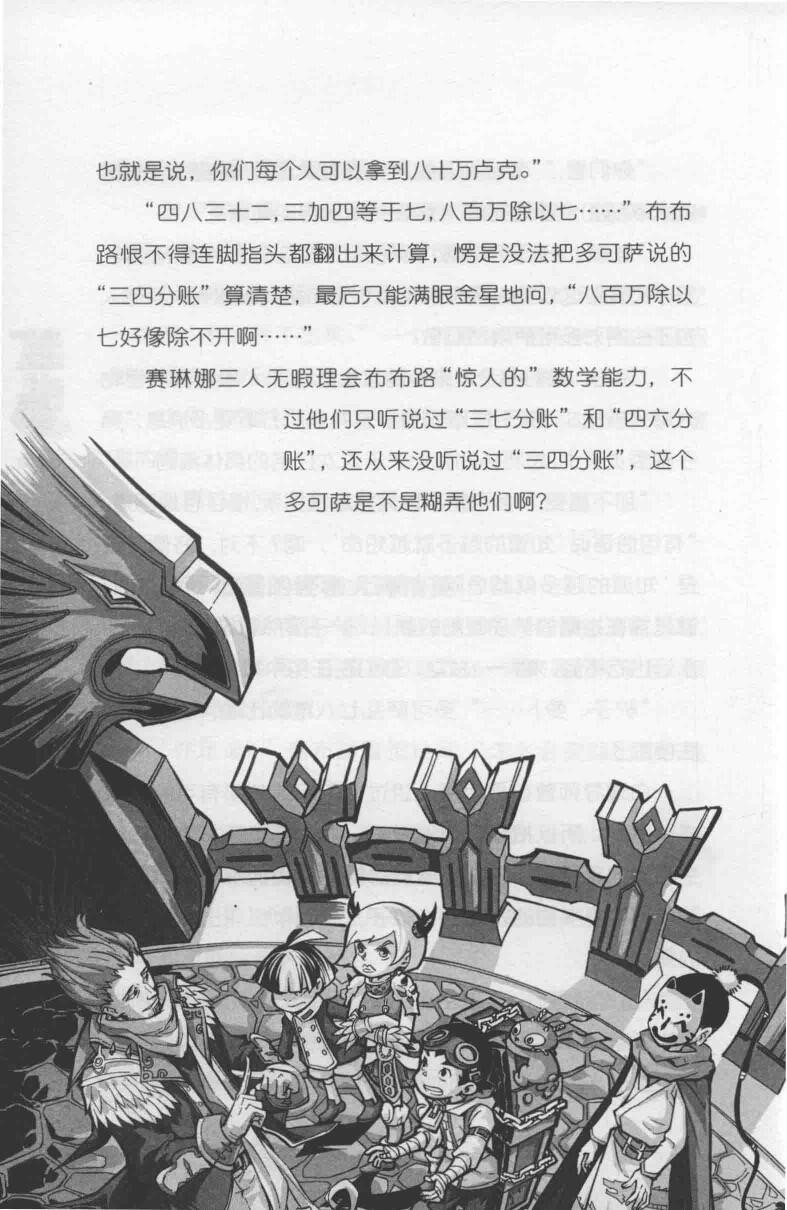 也就是说，你们每个人可以拿到八十万卢克。”
“四八三十二，三加四等于七，八百万除以七……”布布
路恨不得连脚指头都翻出来计算，愣是没法把多可萨说的
“三四分账”算清楚，最后只能满眼金星地问，“八百万除以
七好像除不开啊……”
赛琳娜三人无暇理会布布路“惊人的”数学能力，不
过他们只听说过“三七分账”和“四六分
账”，还从来没听说过“三四分账”，这个
多可萨是不是糊弄他们啊？